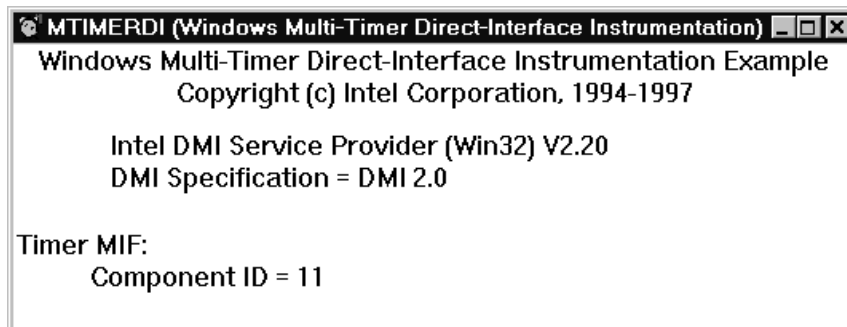 MTIMERDI (Windows Multi-Timer Direct-Interface Instrumentation)
Windows Multi-Timer Direct-Interface Instrumentation Example
Copyright (c) Intel Corporation, 1994-1997
Intel DMI Service Provider (Win32) V2.20
DMI Specification = DMI 2.0
Timer MIF:
Component ID = 11